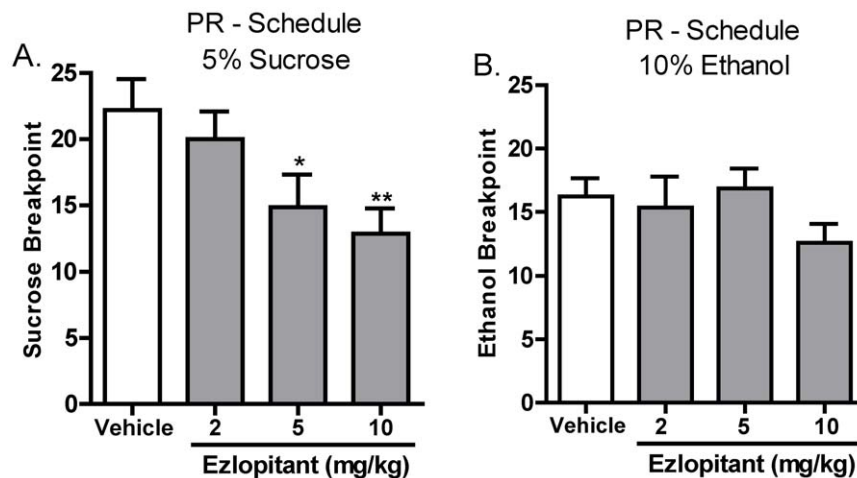 A.
PR - Schedule
5% Sucrose
25
20
15
10
5
0
Sucrose Breakpoint
*
**
Vehicle 2 5 10
Ezlopitant (mg/kg)
B.
PR - Schedule
10% Ethanol
25
20
15
10
5
0
Ethanol Breakpoint
Vehicle 2 5 10
Ezlopitant (mg/kg)